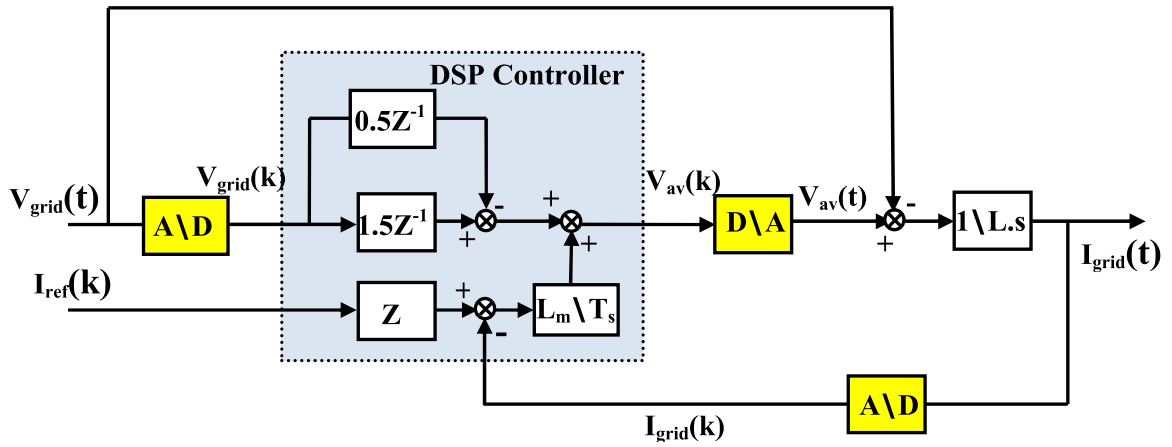 DSP Controller
0.5Z⁻¹
V_grid(t)
A\D
V_grid(k)
1.5Z⁻¹
-
+
+
+
V_av(k)
D\A
V_av(t)
-
+
1\L.s
I_grid(t)
I_ref(k)
Z
+
-
L_m\T_s
A\D
I_grid(k)